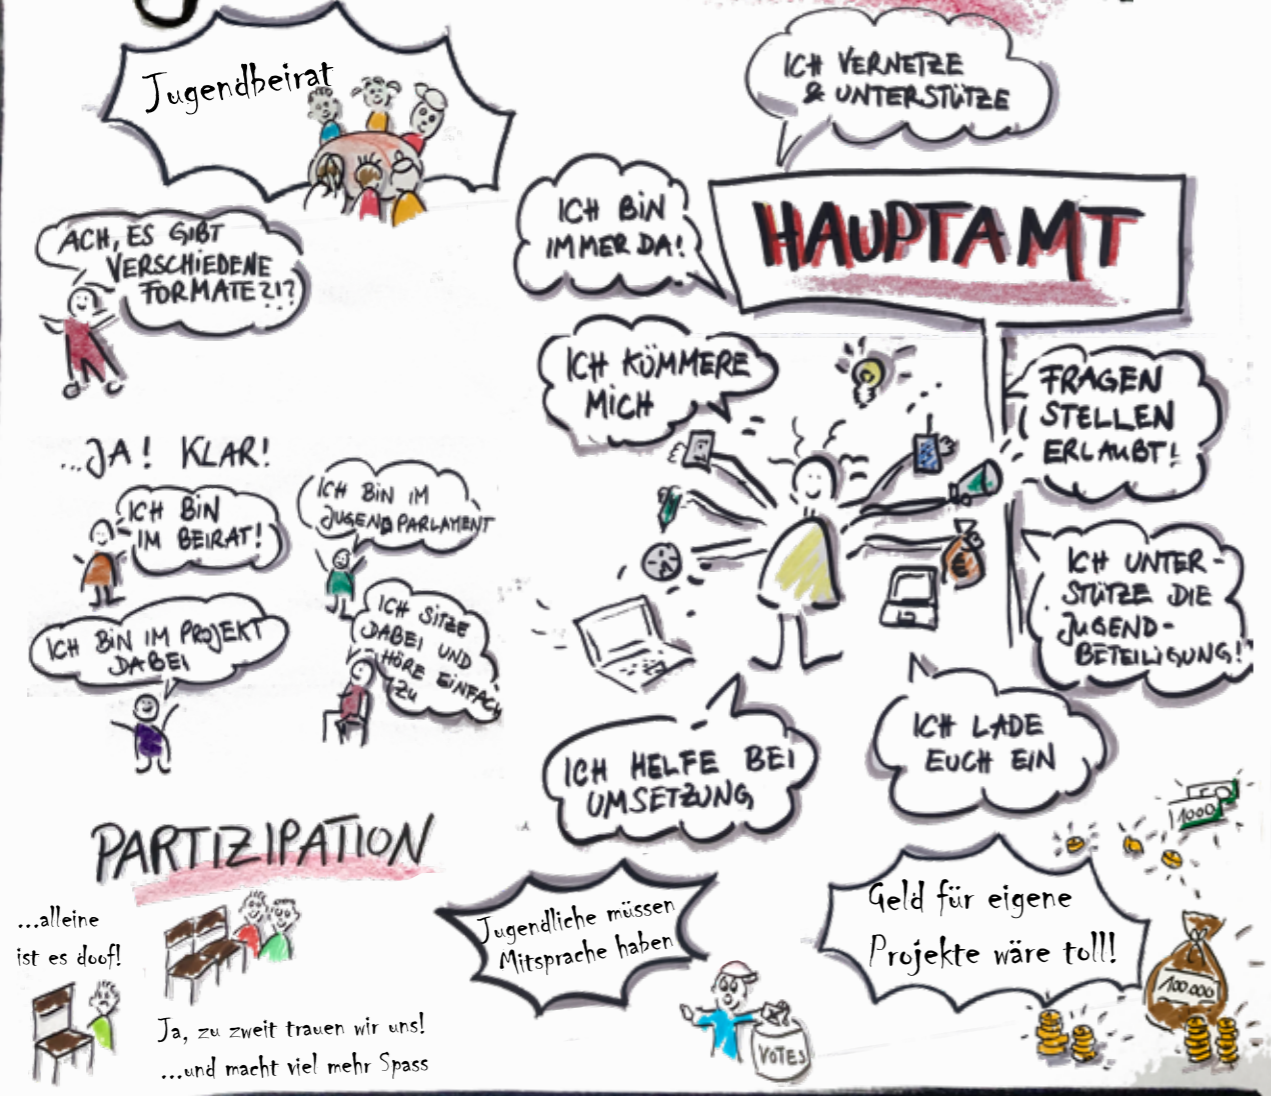 Jugendbeirat
ACH, ES GIBT
VERSCHIEDENE
FORMATE?!?
...JA! KLAR!
ICH BIN
IM BEIRAT!
ICH BIN IM
JUGENDPARLAMENT
ICH BIN IM PROJEKT
DABEI
ICH SITZE
DABEI UND
HÖRE EINFACH
ZU
PARTIZIPATION
...alleine
ist es doof!
Ja, zu zweit trauen wir uns!
...und macht viel mehr Spass
ICH VERNETZE
& UNTERSTÜTZE
ICH BIN
IMMER DA!
HAUPTAMT
ICH KÜMMERE
MICH
FRAGEN
STELLEN
ERLAUBT!
€
ICH UNTER-
STÜTZE DIE
JUGEND-
BETEILIGUNG!
ICH HELFE BEI
UMSETZUNG
ICH LADE
EUCH EIN
Jugendliche müssen
Mitsprache haben
VOTES
Geld für eigene
Projekte wäre toll!
1000
100.000